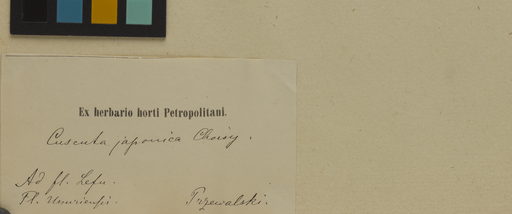 Ex herbario horti Petropolitani.
Cuscuta japonica Choisy.
Ad fl. Lefu.
Fl. Ussuriensi. Przewalski.